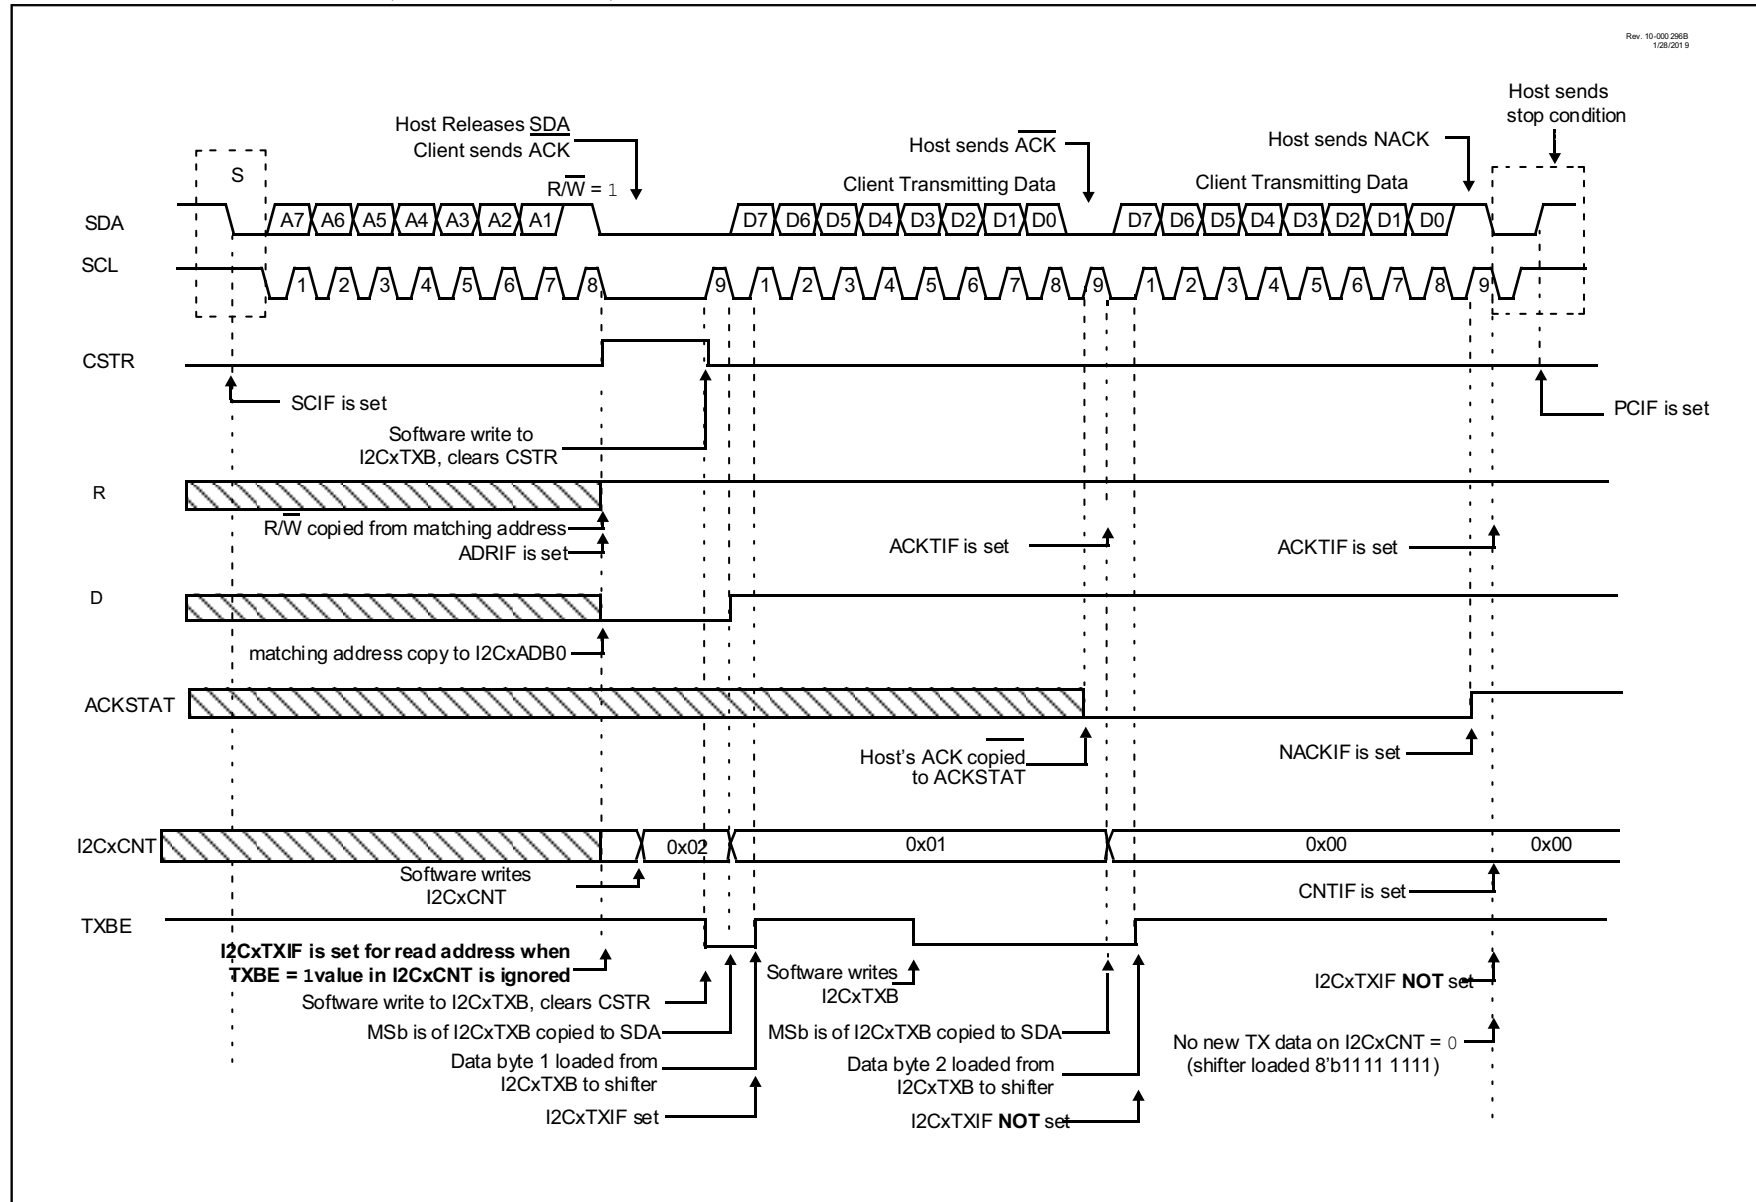 Rev. 10-000 296B
1/28/201 9
Host sends
stop condition
Host Releases SDA
Client sends ACK
Host sends ACK
Host sends NACK
S
R/W = 1
Client Transmitting Data
Client Transmitting Data
SDA
A7 A6 A5 A4 A3 A2 A1
D7 D6 D5 D4 D3 D2 D1 D0
D7 D6 D5 D4 D3 D2 D1 D0
SCL
1 2 3 4 5 6 7 8 9 1 2 3 4 5 6 7 8 9 1 2 3 4 5 6 7 8 9
CSTR
SCIF is set
PCIF is set
Software write to
I2CxTXB, clears CSTR
R
R/W copied from matching address
ADRIF is set
ACKTIF is set
ACKTIF is set
D
matching address copy to I2CxADB0
ACKSTAT
Host's ACK copied
to ACKSTAT
NACKIF is set
I2CxCNT
0x02
0x01
0x00
0x00
Software writes
I2CxCNT
CNTIF is set
TXBE
I2CxTXIF is set for read address when
TXBE = 1 value in I2CxCNT is ignored
Software write to I2CxTXB, clears CSTR
MSb is of I2CxTXB copied to SDA
Data byte 1 loaded from
I2CxTXB to shifter
I2CxTXIF set
Software writes
I2CxTXB
MSb is of I2CxTXB copied to SDA
Data byte 2 loaded from
I2CxTXB to shifter
I2CxTXIF NOT set
I2CxTXIF NOT set
No new TX data on I2CxCNT = 0
(shifter loaded 8'b1111 1111)